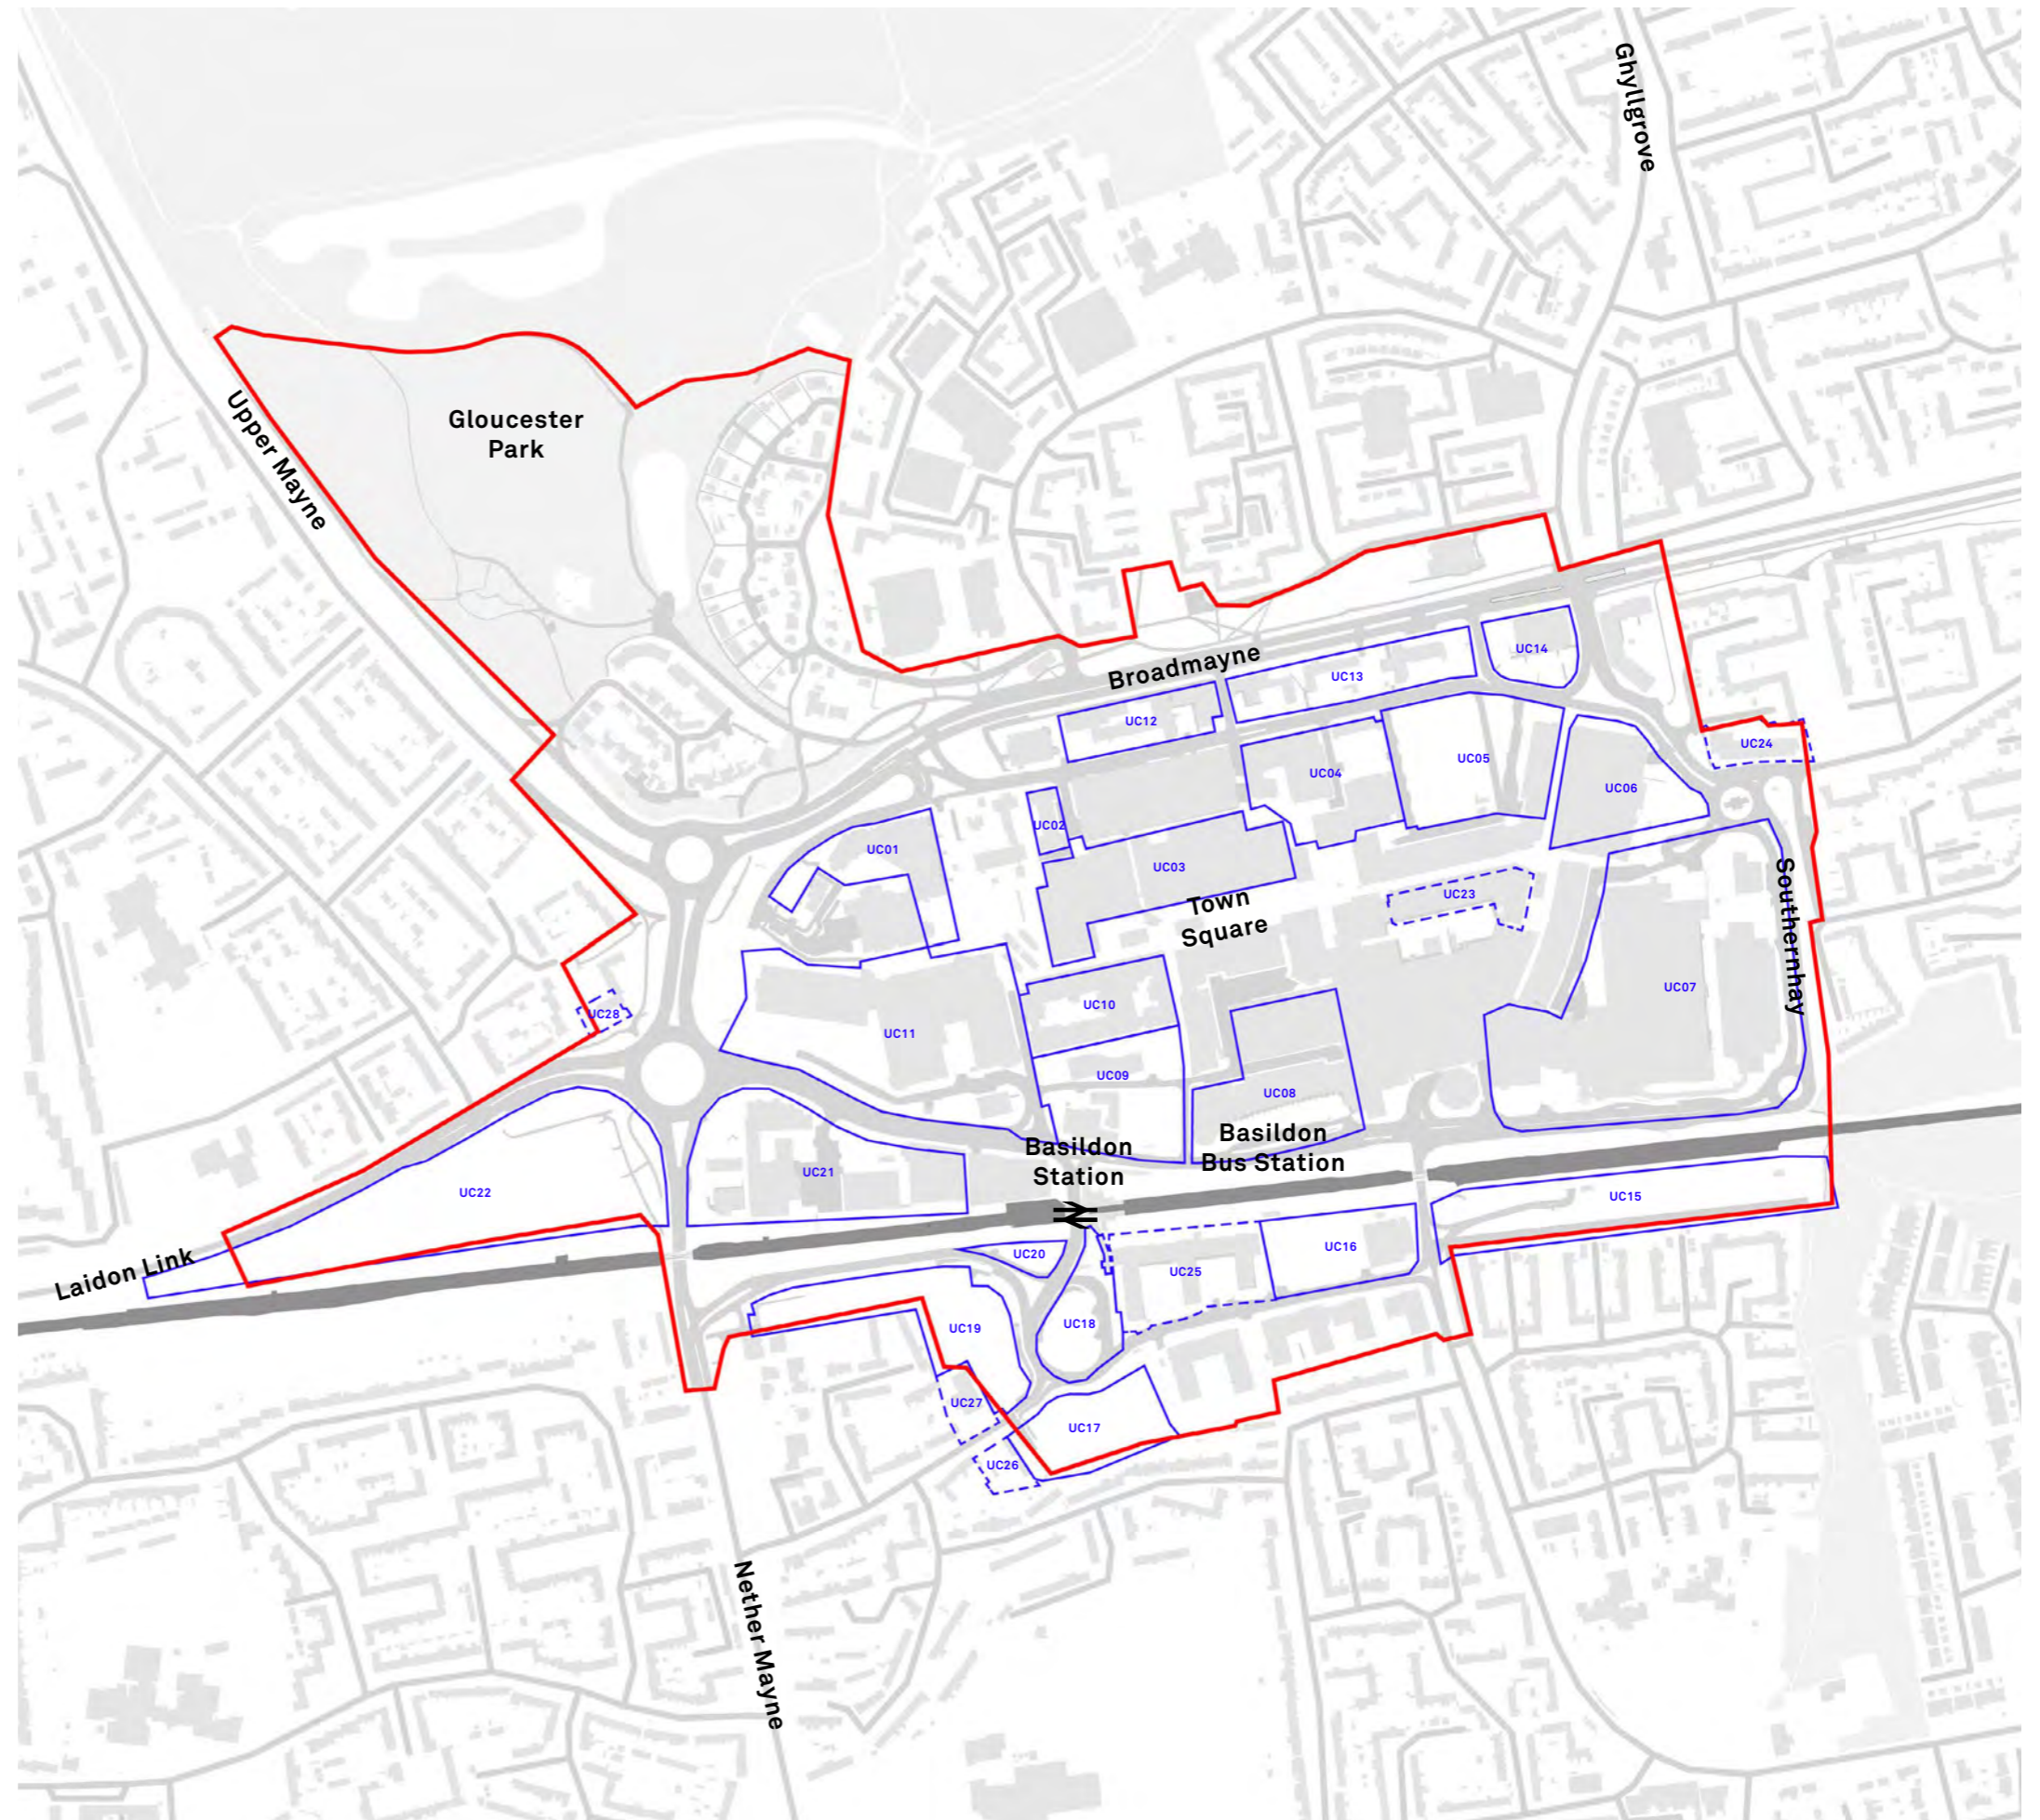 Ghyllgrove
Gloucester
Park
Upper Mayne
Broadmayne
UC14
UC13
UC12
UC24
UC05
UC04
UC06
UC02
UC01
UC03
UC23
Town
Square
Southernhay
UC07
UC10
UC28
UC11
UC09
UC08
Basildon
Bus Station
Basildon
Station
UC21
UC22
UC15
Laidon Link
UC20
UC16
UC25
UC18
UC19
UC27
UC17
UC26
Nether Mayne